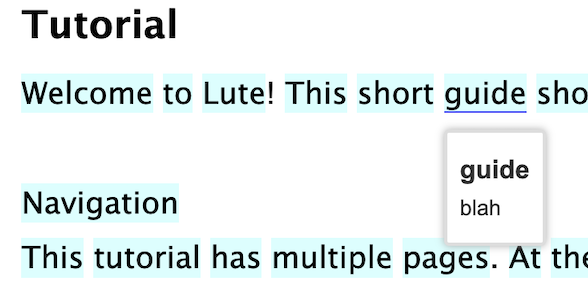 Tutorial
Welcome to Lute! This short guide sho
guide
blah
Navigation
This tutorial has multiple pages. At the